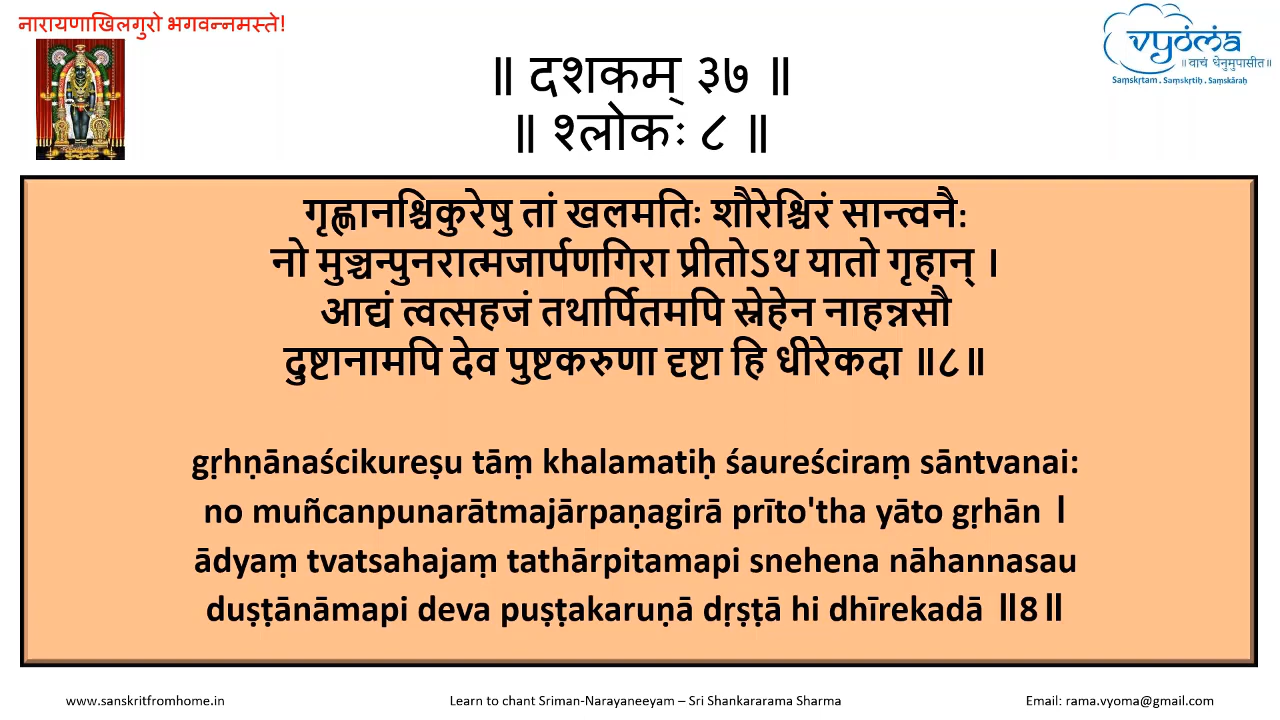 नारायणाखिलगुरो भगवन्नमस्ते!
vyoma
॥ वाचं धेनुमुपासीत॥
Saṃskṛtam . Saṃskṛtiḥ . Saṃskārāḥ
॥ दशकम् ३७ ॥
॥ श्लोकः ८ ॥
गृह्णानश्चिकुरेषु तां खलमतिः शौरेश्चिरं सान्त्वनै:
नो मुञ्चन्पुनरात्मजार्पणगिरा प्रीतोऽथ यातो गृहान् ।
आद्यं त्वत्सहजं तथार्पितमपि स्नेहेन नाहन्नसौ
दुष्टानामपि देव पुष्टकरुणा दृष्टा हि धीरेकदा ॥८॥
gṛhṇānaścikureṣu tāṃ khalamatiḥ śaureściraṃ sāntvanai:
no muñcanpunarātmajārpaṇagirā prīto'tha yāto gṛhān ।
ādyaṃ tvatsahajaṃ tathārpitamapi snehena nāhannasau
duṣṭānāmapi deva puṣṭakaruṇā dṛṣṭā hi dhīrekadā ॥8॥
www.sanskritfromhome.in
Learn to chant Sriman-Narayaneeyam – Sri Shankararama Sharma
Email: rama.vyoma@gmail.com